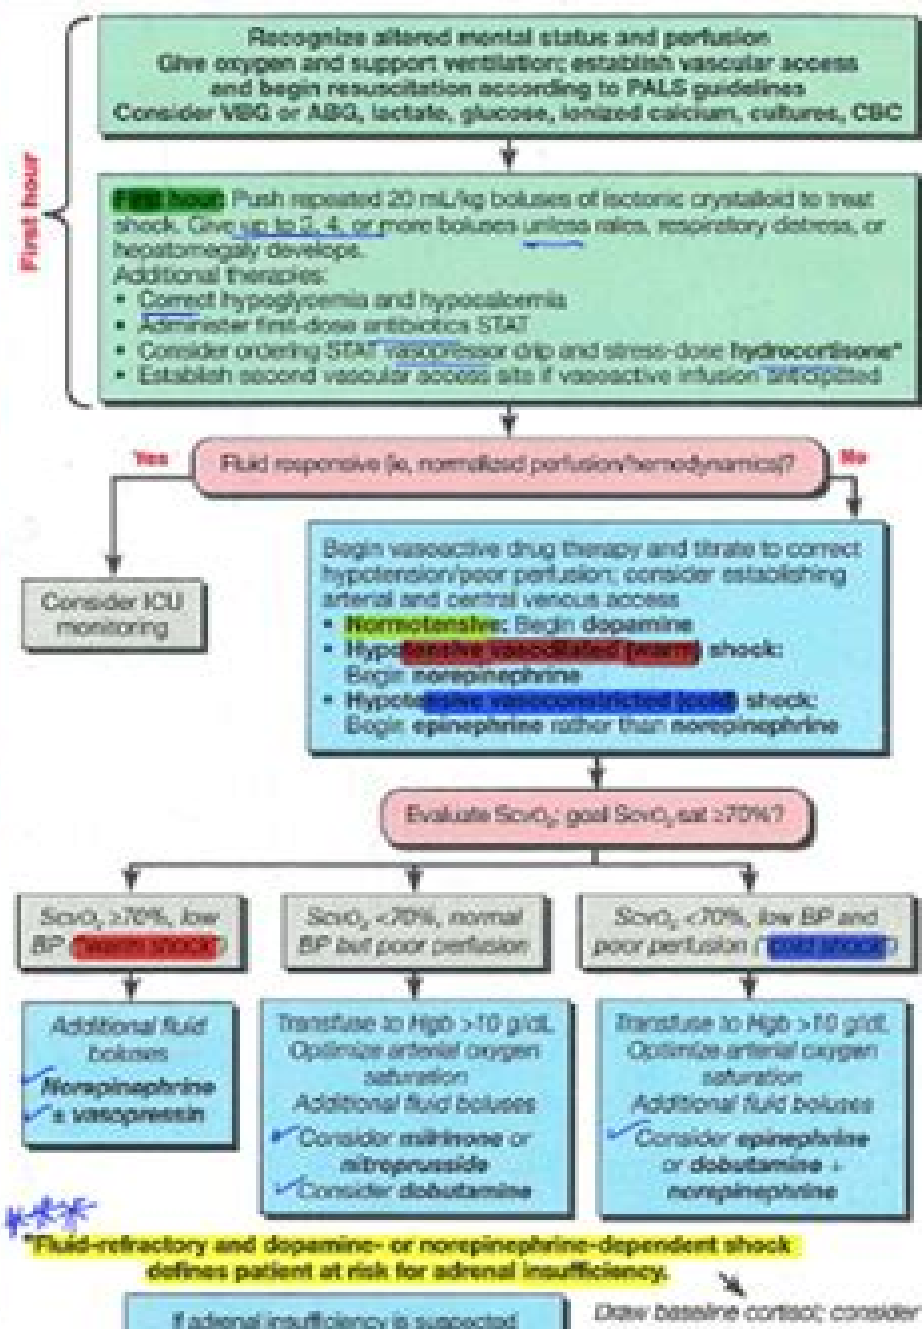 Recognize altered mental status and perfusion
Give oxygen and support ventilation; establish vascular access
and begin resuscitation according to PALS guidelines
Consider VBG or ABG, lactate, glucose, ionized calcium, cultures, CBC
First hour
First hour: Push repeated 20 mL/kg boluses of isotonic crystalloid to treat
shock. Give up to 2, 4, or more boluses unless rales, respiratory distress, or
hepatomegaly develops.
Additional therapies:
• Correct hypoglycemia and hypocalcemia
• Administer first-dose antibiotics STAT
• Consider ordering STAT vasopressor drip and stress-dose hydrocortisone*
• Establish second vascular access site if vasoactive infusion anticipated
Yes
Fluid responsive (ie, normalized perfusion/hemodynamics)?
No
Consider ICU
monitoring
Begin vasoactive drug therapy and titrate to correct
hypotension/poor perfusion; consider establishing
arterial and central venous access
• Normotensive: Begin dopamine
• Hypotensive vasodilated (warm) shock:
Begin norepinephrine
• Hypotensive vasoconstricted (cold) shock:
Begin epinephrine rather than norepinephrine
Evaluate ScvO₂; goal ScvO₂ sat ≥70%?
ScvO₂ ≥70%, low
BP ("warm shock")
ScvO₂ <70%, normal
BP but poor perfusion
ScvO₂ <70%, low BP and
poor perfusion ("cold shock")
Additional fluid
boluses
Norepinephrine
± vasopressin
Transfuse to Hgb >10 g/dL
Optimize arterial oxygen
saturation
Additional fluid boluses
Consider milrinone or
nitroprusside
Consider dobutamine
Transfuse to Hgb >10 g/dL
Optimize arterial oxygen
saturation
Additional fluid boluses
Consider epinephrine
or dobutamine +
norepinephrine
*Fluid-refractory and dopamine- or norepinephrine-dependent shock
defines patient at risk for adrenal insufficiency.
Draw baseline cortisol; consider
If adrenal insufficiency is suspected